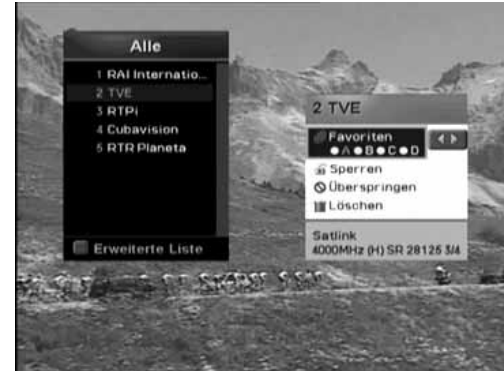 Alle
1 RAI Internatio...
2 TVE
3 RTPi
4 Cubavision
5 RTR Planeta
Erweiterte Liste
2 TVE
Favoriten
A B C D
Sperren
Überspringen
Löschen
Satlink
4000MHz (H) SR 28125 3/4